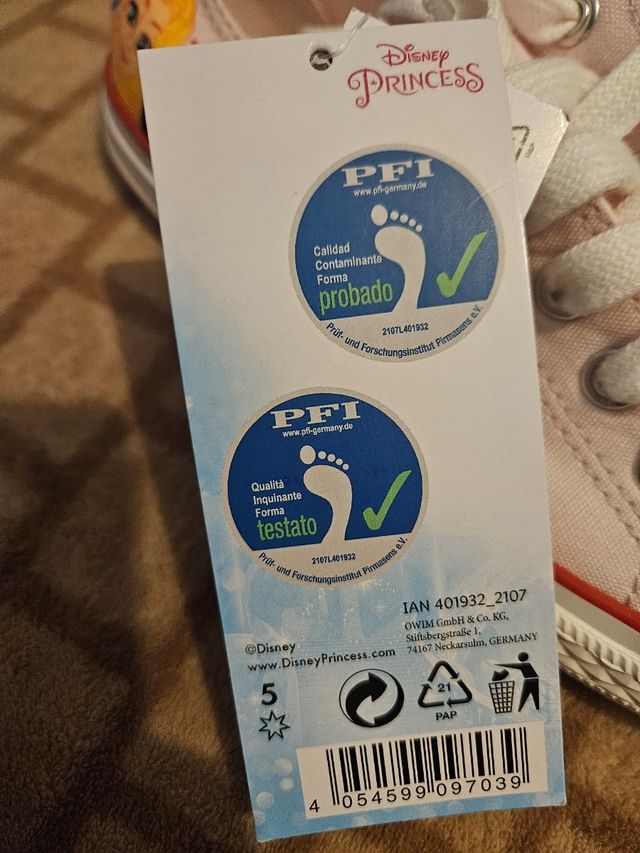 Disney
PRINCESS
PFI
www.pfi-germany.de
Calidad
Contaminante
Forma
probado
2107L401932
Prüf- und Forschungsinstitut Pirmasens e.V.
PFI
www.pfi-germany.de
Qualità
Inquinante
Forma
testato
2107L401932
Prüf- und Forschungsinstitut Pirmasens e.V.
IAN 401932_2107
OWIM GmbH & Co. KG,
Stiftsbergstraße 1,
74167 Neckarsulm, GERMANY
©Disney
www.DisneyPrincess.com
5
21
PAP
4 054599 097039